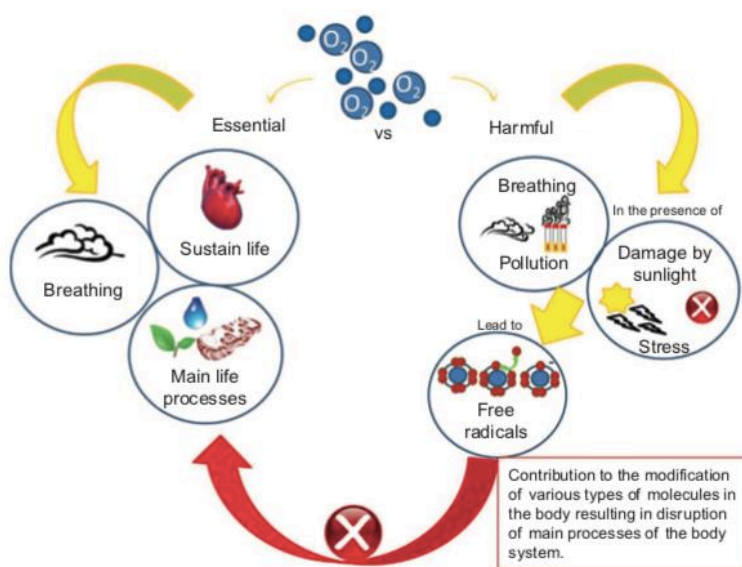 O2
O2
O2
O2
Essential
vs
Harmful
Breathing
Sustain life
Main life
processes
Breathing
Pollution
In the presence of
Damage by
sunlight
Stress
Lead to
Free
radicals
Contribution to the modification
of various types of molecules in
the body resulting in disruption
of main processes of the body
system.